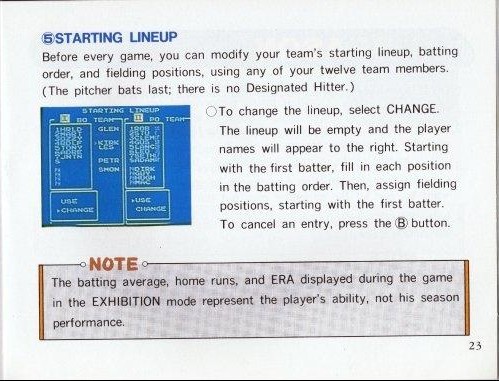 ⑤STARTING LINEUP
Before every game, you can modify your team's starting lineup, batting
order, and fielding positions, using any of your twelve team members.
(The pitcher bats last; there is no Designated Hitter.)
STARTING LINEUP
I BO TEAM II PO TEAM
GLEN
KIRK
LES
PETR
SMON
USE
▸CHANGE
USE
CHANGE
○To change the lineup, select CHANGE.
The lineup will be empty and the player
names will appear to the right. Starting
with the first batter, fill in each position
in the batting order. Then, assign fielding
positions, starting with the first batter.
To cancel an entry, press the Ⓑ button.
NOTE
The batting average, home runs, and ERA displayed during the game
in the EXHIBITION mode represent the player's ability, not his season
performance.
23